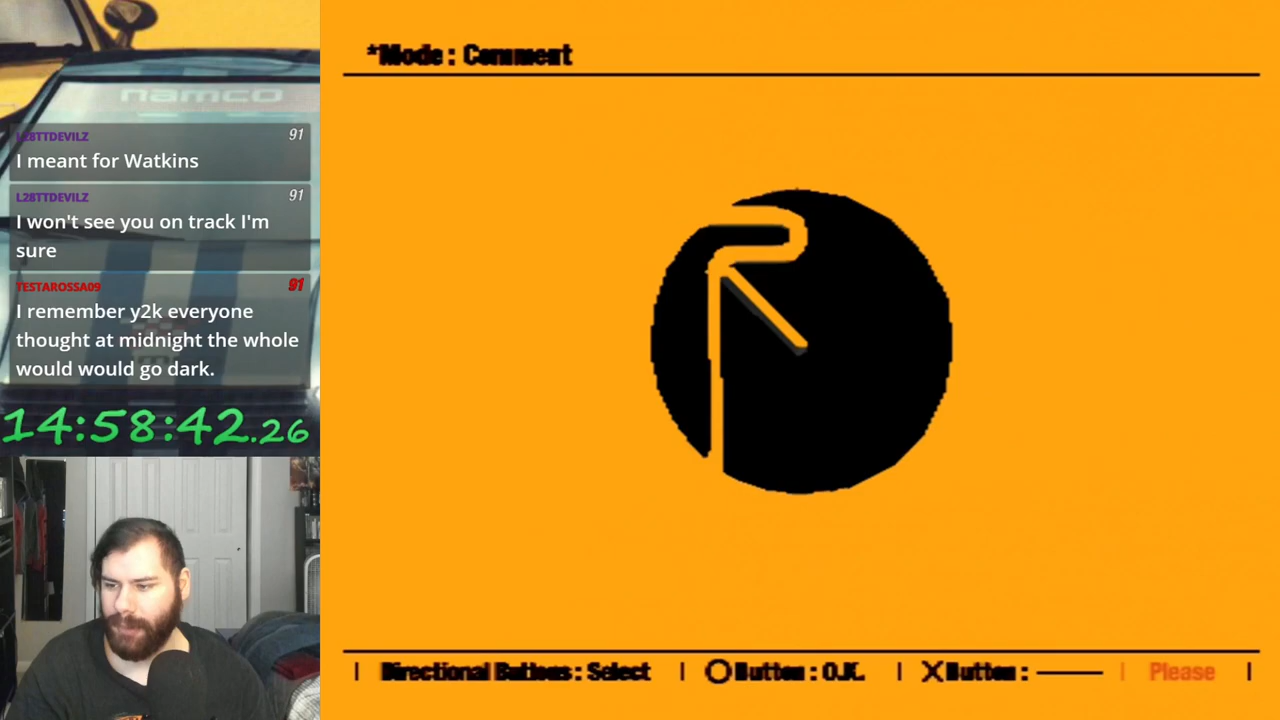 namco
L28TTDEVILZ 91
I meant for Watkins
L28TTDEVILZ 91
I won't see you on track I'm
sure
TESTAROSSA09 91
I remember y2k everyone
thought at midnight the whole
would would go dark.
14:58:42.26
*Mode : Comment
| Directional Buttons : Select | ○ Button : O.K. | X Button : —— | Please |